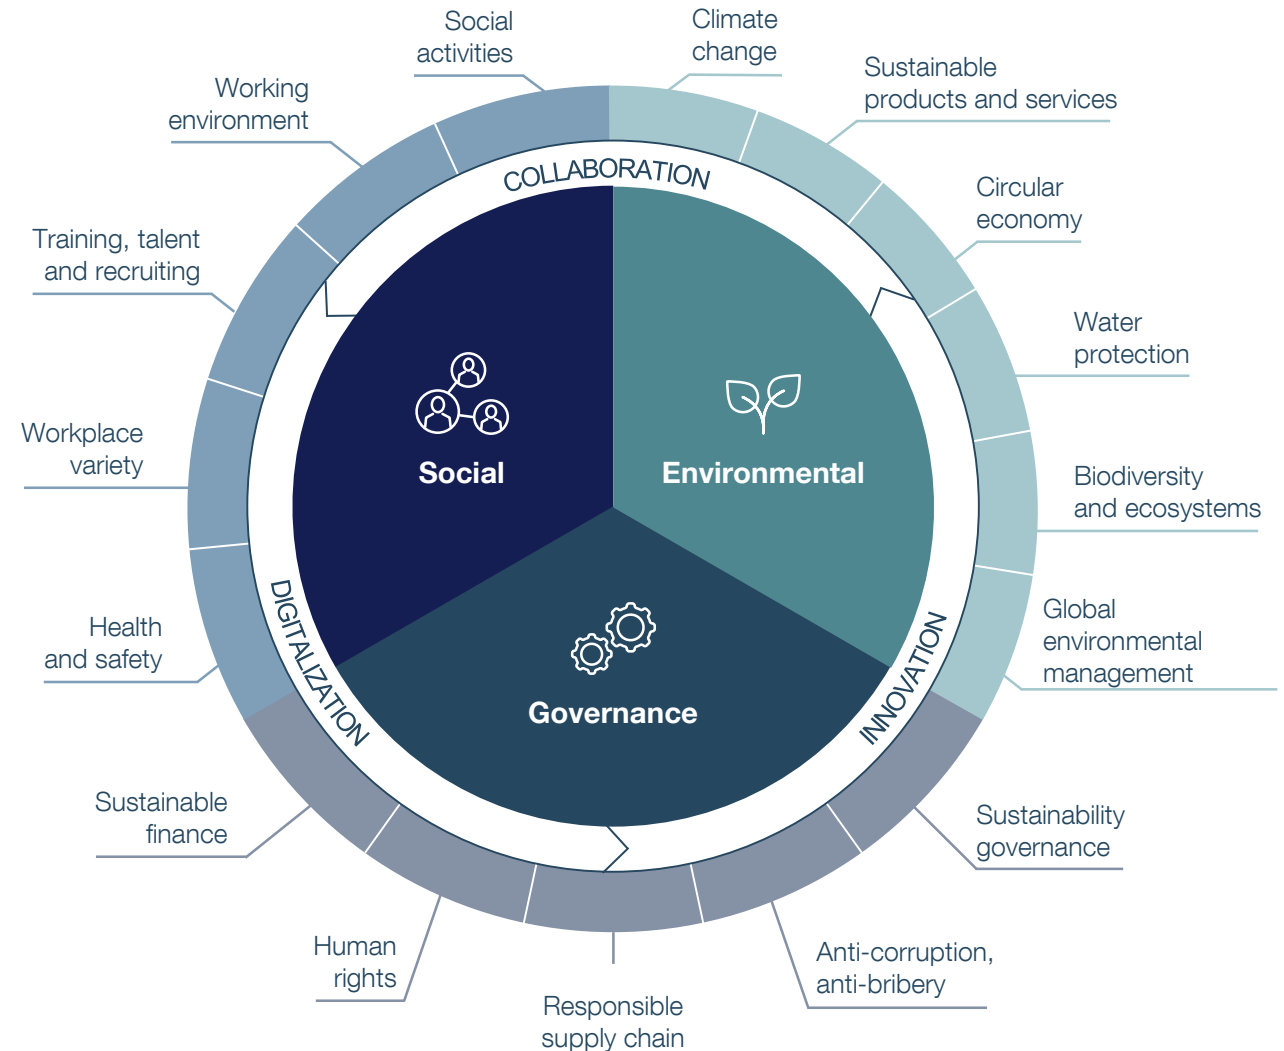 Social
activities
Climate
change
Sustainable
products and services
Working
environment
Circular
economy
Training, talent
and recruiting
Water
protection
Workplace
variety
Biodiversity
and ecosystems
Health
and safety
Global
environmental
management
Sustainable
finance
Sustainability
governance
Human
rights
Anti-corruption,
anti-bribery
Responsible
supply chain
COLLABORATION
DIGITALIZATION
INNOVATION
Social
Environmental
Governance